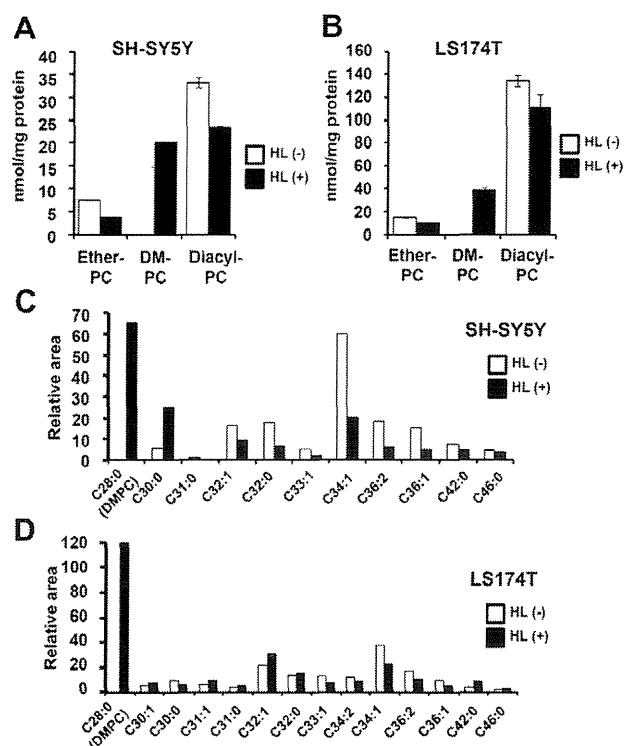 A
SH-SY5Y
nmol/mg protein
40
35
30
25
20
15
10
5
0
Ether-PC
DM-PC
Diacyl-PC
HL (-)
HL (+)
B
LS174T
nmol/mg protein
160
140
120
100
80
60
40
20
0
Ether-PC
DM-PC
Diacyl-PC
HL (-)
HL (+)
C
SH-SY5Y
Relative area
70
60
50
40
30
20
10
0
HL (-)
HL (+)
C28:0 (DMPC)
C30:0
C31:0
C32:1
C32:0
C33:1
C34:1
C36:2
C36:1
C42:0
C46:0
D
LS174T
Relative area
120
100
80
60
40
20
0
HL (-)
HL (+)
C28:0 (DMPC)
C30:1
C30:0
C31:1
C31:0
C32:1
C32:0
C33:1
C34:2
C34:1
C36:2
C36:1
C42:0
C46:0